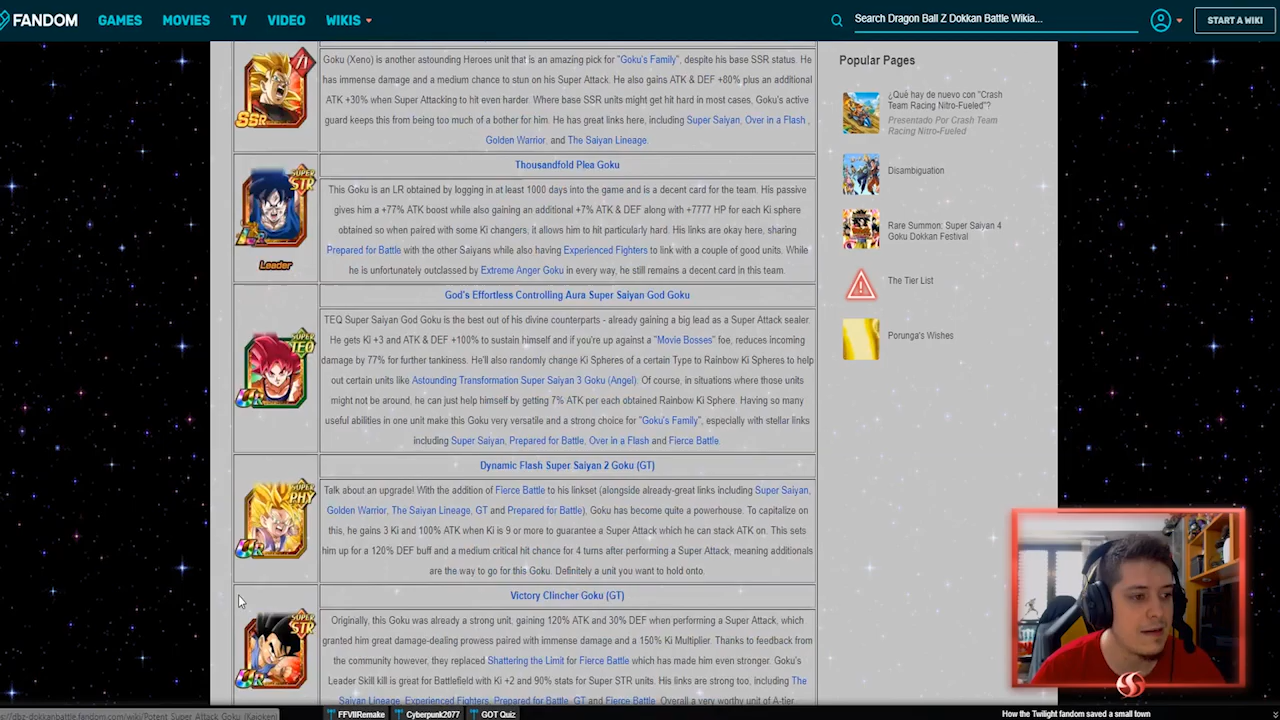 FANDOM GAMES MOVIES TV VIDEO WIKIS Search Dragon Ball Z Dokkan Battle Wikia... START A WIKI
Goku (Xeno) is another astounding Heroes unit that is an amazing pick for "Goku's Family", despite his base SSR status. He
has immense damage and a medium chance to stun on his Super Attack. He also gains ATK & DEF +80% plus an additional
ATK +30% when Super Attacking to hit even harder. Where base SSR units might get hit hard in most cases, Goku's active
guard keeps this from being too much of a bother for him. He has great links here, including Super Saiyan, Over in a Flash ,
Golden Warrior, and The Saiyan Lineage.
SSR
Thousandfold Plea Goku
This Goku is an LR obtained by logging in at least 1000 days into the game and is a decent card for the team. His passive
gives him a +77% ATK boost while also gaining an additional +7% ATK & DEF along with +7777 HP for each Ki sphere
obtained so when paired with some Ki changers, it allows him to hit particularly hard. His links are okay here, sharing
Prepared for Battle with the other Saiyans while also having Experienced Fighters to link with a couple of good units. While
he is unfortunately outclassed by Extreme Anger Goku in every way, he still remains a decent card in this team.
SUPER STR
Leader
God's Effortless Controlling Aura Super Saiyan God Goku
TEQ Super Saiyan God Goku is the best out of his divine counterparts - already gaining a big lead as a Super Attack sealer.
He gets Ki +3 and ATK & DEF +100% to sustain himself and if you're up against a "Movie Bosses" foe, reduces incoming
damage by 77% for further tankiness. He'll also randomly change Ki Spheres of a certain Type to Rainbow Ki Spheres to help
out certain units like Astounding Transformation Super Saiyan 3 Goku (Angel). Of course, in situations where those units
might not be around, he can just help himself by getting 7% ATK per each obtained Rainbow Ki Sphere. Having so many
useful abilities in one unit make this Goku very versatile and a strong choice for "Goku's Family", especially with stellar links
including Super Saiyan, Prepared for Battle, Over in a Flash and Fierce Battle.
SUPER TEQ
UR
Dynamic Flash Super Saiyan 2 Goku (GT)
Talk about an upgrade! With the addition of Fierce Battle to his linkset (alongside already-great links including Super Saiyan,
Golden Warrior, The Saiyan Lineage, GT and Prepared for Battle), Goku has become quite a powerhouse. To capitalize on
this, he gains 3 Ki and 100% ATK when Ki is 9 or more to guarantee a Super Attack which he can stack ATK on. This sets
him up for a 120% DEF buff and a medium critical hit chance for 4 turns after performing a Super Attack, meaning additionals
are the way to go for this Goku. Definitely a unit you want to hold onto.
SUPER PHY
UR
Victory Clincher Goku (GT)
Originally, this Goku was already a strong unit, gaining 120% ATK and 30% DEF when performing a Super Attack, which
granted him great damage-dealing prowess paired with immense damage and a 150% Ki Multiplier. Thanks to feedback from
the community however, they replaced Shattering the Limit for Fierce Battle which has made him even stronger. Goku's
Leader Skill kill is great for Battlefield with Ki +2 and 90% stats for Super STR units. His links are strong too, including The
Saiyan Lineage, Experienced Fighters, Prepared for Battle, GT and Fierce Battle. Overall a very worthy unit of A-tier.
SUPER STR
UR
Popular Pages
¿Qué hay de nuevo con "Crash
Team Racing Nitro-Fueled"?
Presentado Por Crash Team
Racing Nitro-Fueled
Disambiguation
Rare Summon: Super Saiyan 4
Goku Dokkan Festival
The Tier List
Porunga's Wishes
FFVIIRemake Cyberpunk2077 GOT Quiz How the Twilight fandom saved a small town